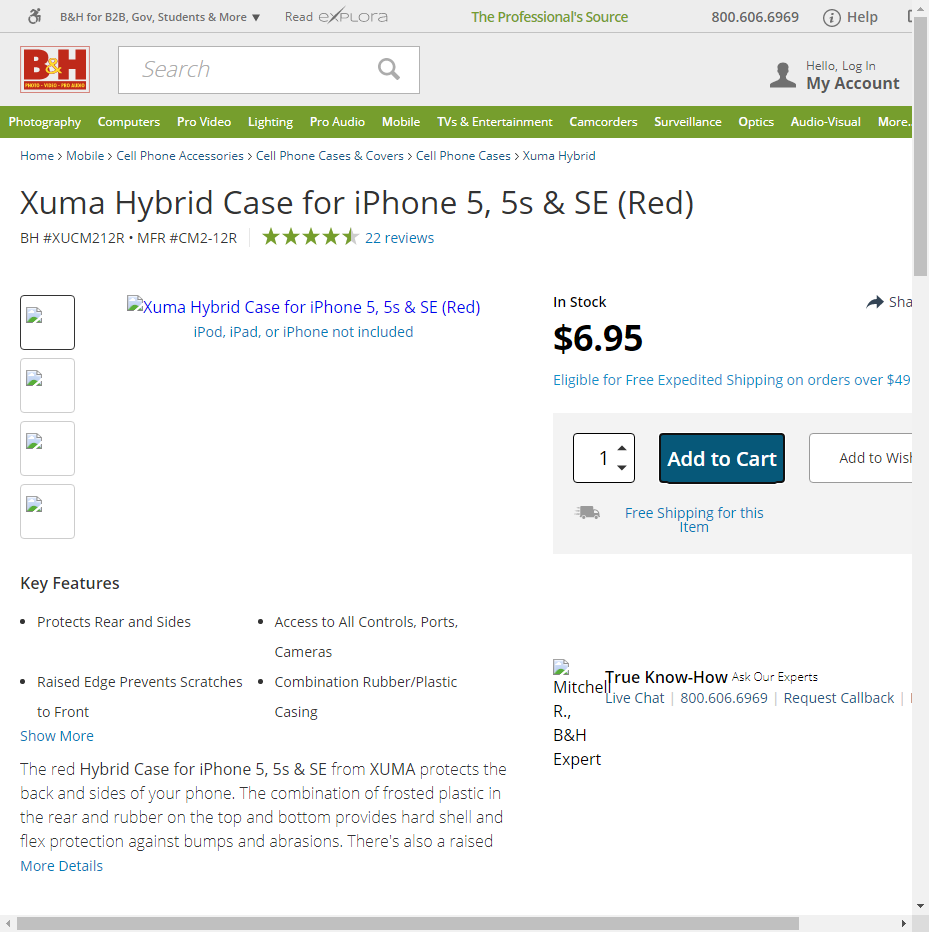 B&H for B2B, Gov, Students & More ▼ Read eXplora The Professional's Source 800.606.6969 Help
B&H
PHOTO · VIDEO · PRO AUDIO
Search
Hello, Log In
My Account
Photography Computers Pro Video Lighting Pro Audio Mobile TVs & Entertainment Camcorders Surveillance Optics Audio-Visual More..
Home > Mobile > Cell Phone Accessories > Cell Phone Cases & Covers > Cell Phone Cases > Xuma Hybrid
Xuma Hybrid Case for iPhone 5, 5s & SE (Red)
BH #XUCM212R • MFR #CM2-12R 22 reviews
Xuma Hybrid Case for iPhone 5, 5s & SE (Red)
iPod, iPad, or iPhone not included
In Stock Sha
$6.95
Eligible for Free Expedited Shipping on orders over $49
1 Add to Cart Add to Wish
Free Shipping for this
Item
Key Features
• Protects Rear and Sides
• Access to All Controls, Ports,
Cameras
• Raised Edge Prevents Scratches
to Front
• Combination Rubber/Plastic
Casing
Show More
The red Hybrid Case for iPhone 5, 5s & SE from XUMA protects the
back and sides of your phone. The combination of frosted plastic in
the rear and rubber on the top and bottom provides hard shell and
flex protection against bumps and abrasions. There's also a raised
More Details
Mitchell
R.,
B&H
Expert
True Know-How Ask Our Experts
Live Chat | 800.606.6969 | Request Callback |